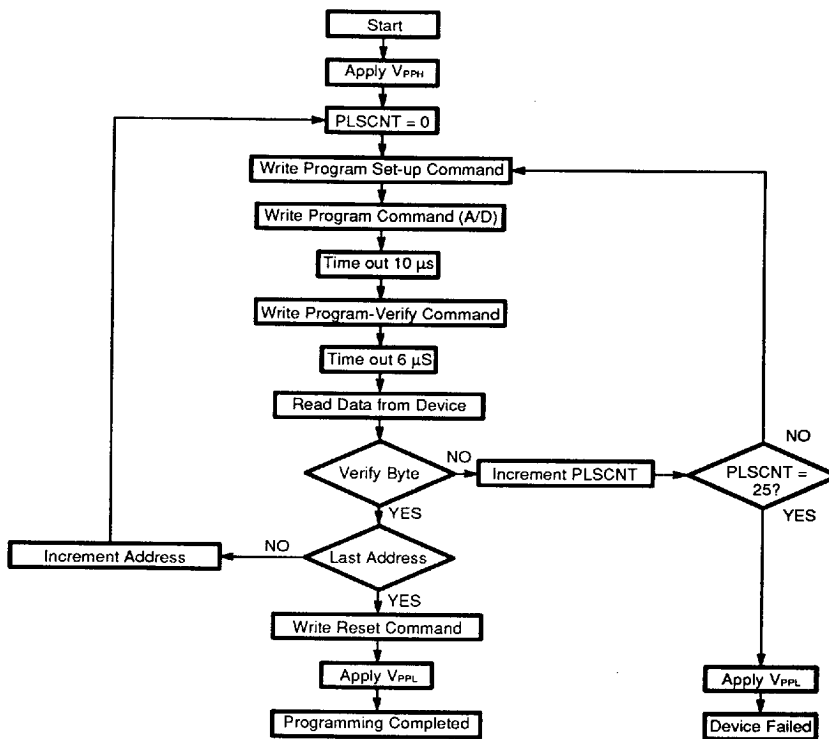 Start
Apply VPPH
PLSCNT = 0
Write Program Set-up Command
Write Program Command (A/D)
Time out 10 µs
Write Program-Verify Command
Time out 6 µS
Read Data from Device
Verify Byte
NO
Increment PLSCNT
PLSCNT =
25?
NO
YES
YES
Last Address
NO
Increment Address
YES
Write Reset Command
Apply VPPL
Programming Completed
Apply VPPL
Device Failed